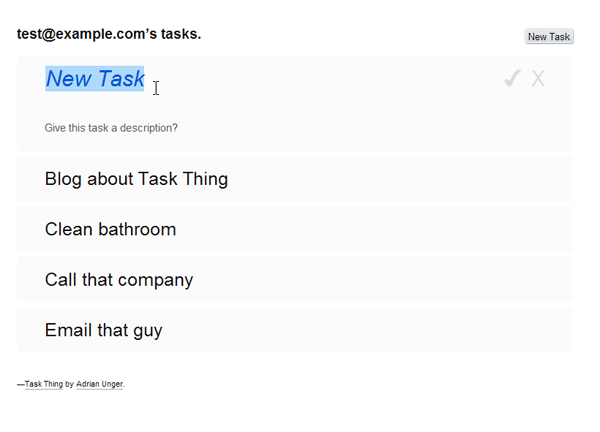 test@example.com’s tasks.
New Task
New Task
✔ X
Give this task a description?
Blog about Task Thing
Clean bathroom
Call that company
Email that guy
—Task Thing by Adrian Unger.